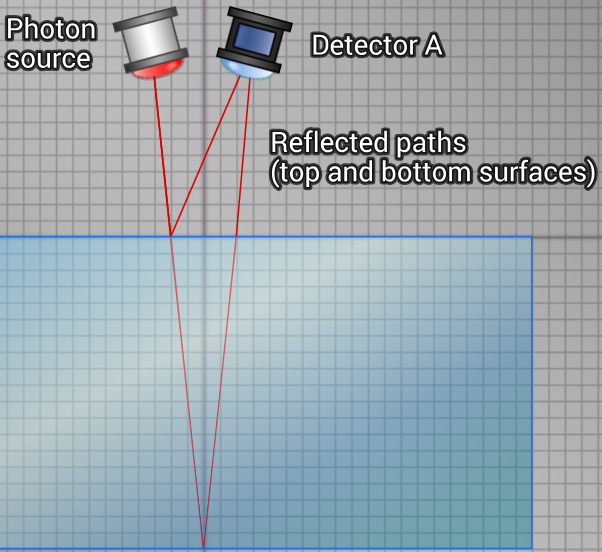 Photon
source
Detector A
Reflected paths
(top and bottom surfaces)